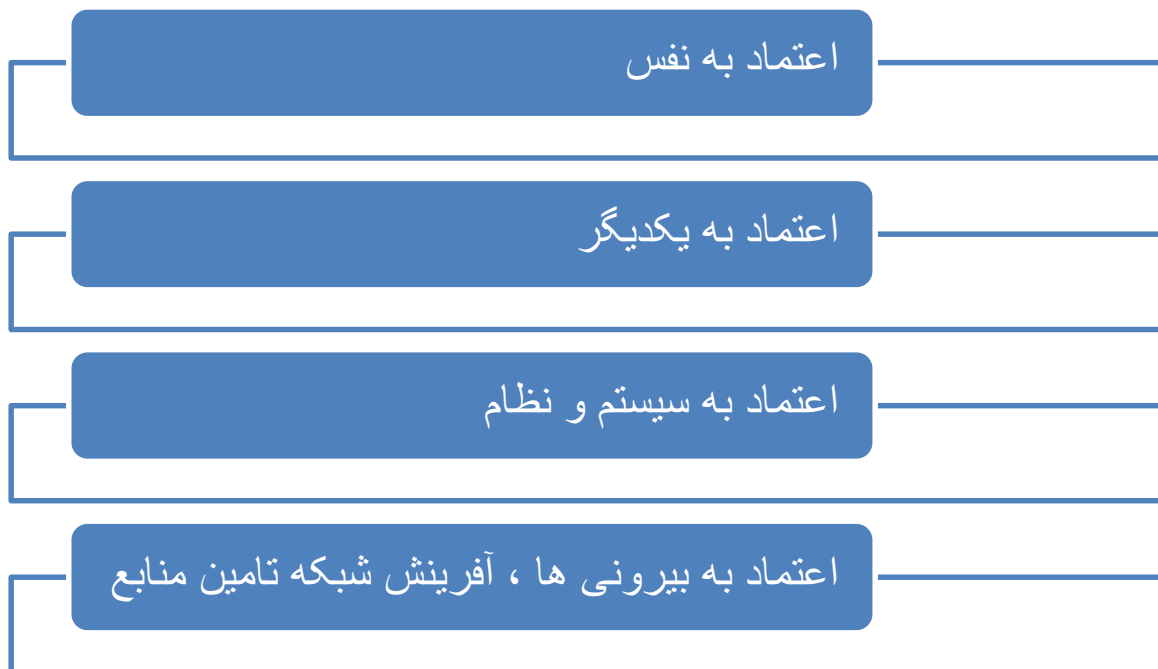 اعتماد به نفس
اعتماد به یکدیگر
اعتماد به سیستم و نظام
اعتماد به بیرونی ها ، آفرینش شبکه تامین منابع